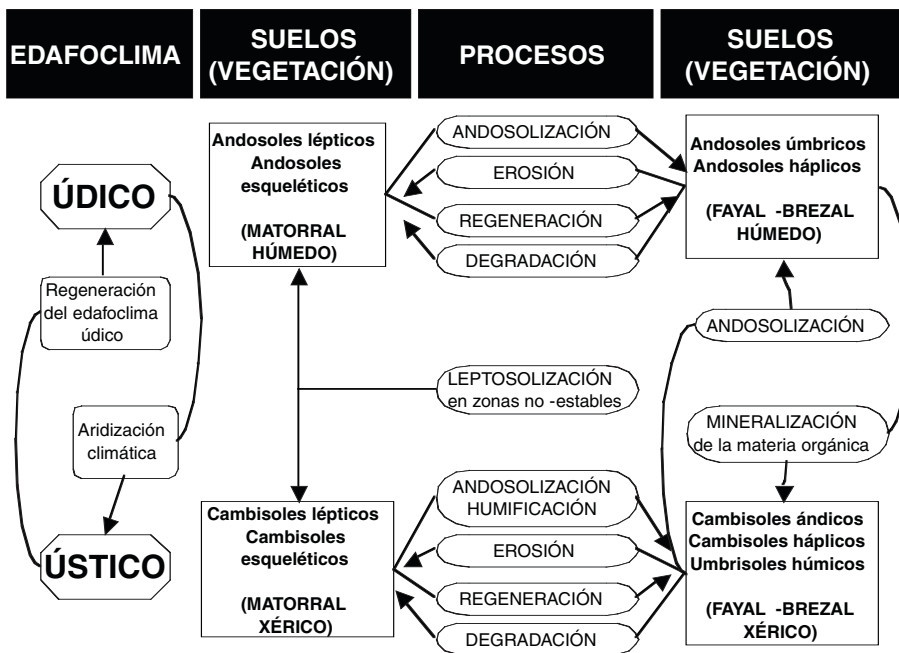 EDAFOCLIMA
SUELOS
(VEGETACIÓN)
PROCESOS
SUELOS
(VEGETACIÓN)
ÚDICO
Regeneración
del edafoclima
údico
Aridización
climática
ÚSTICO
Andosoles lépticos
Andosoles
esqueléticos
(MATORRAL
HÚMEDO)
ANDOSOLIZACIÓN
EROSIÓN
REGENERACIÓN
DEGRADACIÓN
Andosoles úmbricos
Andosoles háplicos
(FAYAL -BREZAL
HÚMEDO)
LEPTOSOLIZACIÓN
en zonas no -estables
ANDOSOLIZACIÓN
MINERALIZACIÓN
de la materia orgánica
Cambisoles lépticos
Cambisoles
esqueléticos
(MATORRAL
XÉRICO)
ANDOSOLIZACIÓN
HUMIFICACIÓN
EROSIÓN
REGENERACIÓN
DEGRADACIÓN
Cambisoles ándicos
Cambisoles háplicos
Umbrisoles húmicos
(FAYAL -BREZAL
XÉRICO)